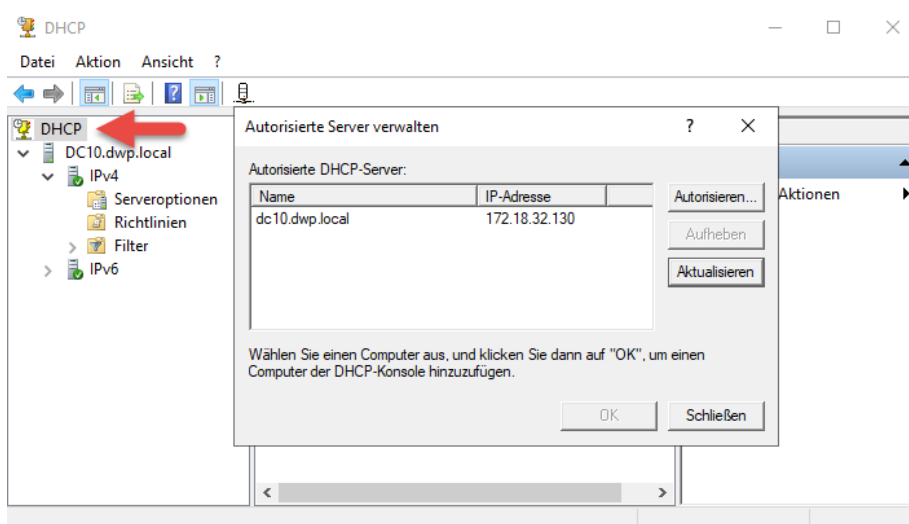 DHCP
Datei Aktion Ansicht ?
DHCP
DC10.dwp.local
IPv4
Serveroptionen
Richtlinien
Filter
IPv6
Autorisierte Server verwalten
?
Autorisierte DHCP-Server:
Name IP-Adresse
dc10.dwp.local 172.18.32.130
Autorisieren...
Aufheben
Aktualisieren
Wählen Sie einen Computer aus, und klicken Sie dann auf "OK", um einen
Computer der DHCP-Konsole hinzuzufügen.
OK Schließen
Aktionen